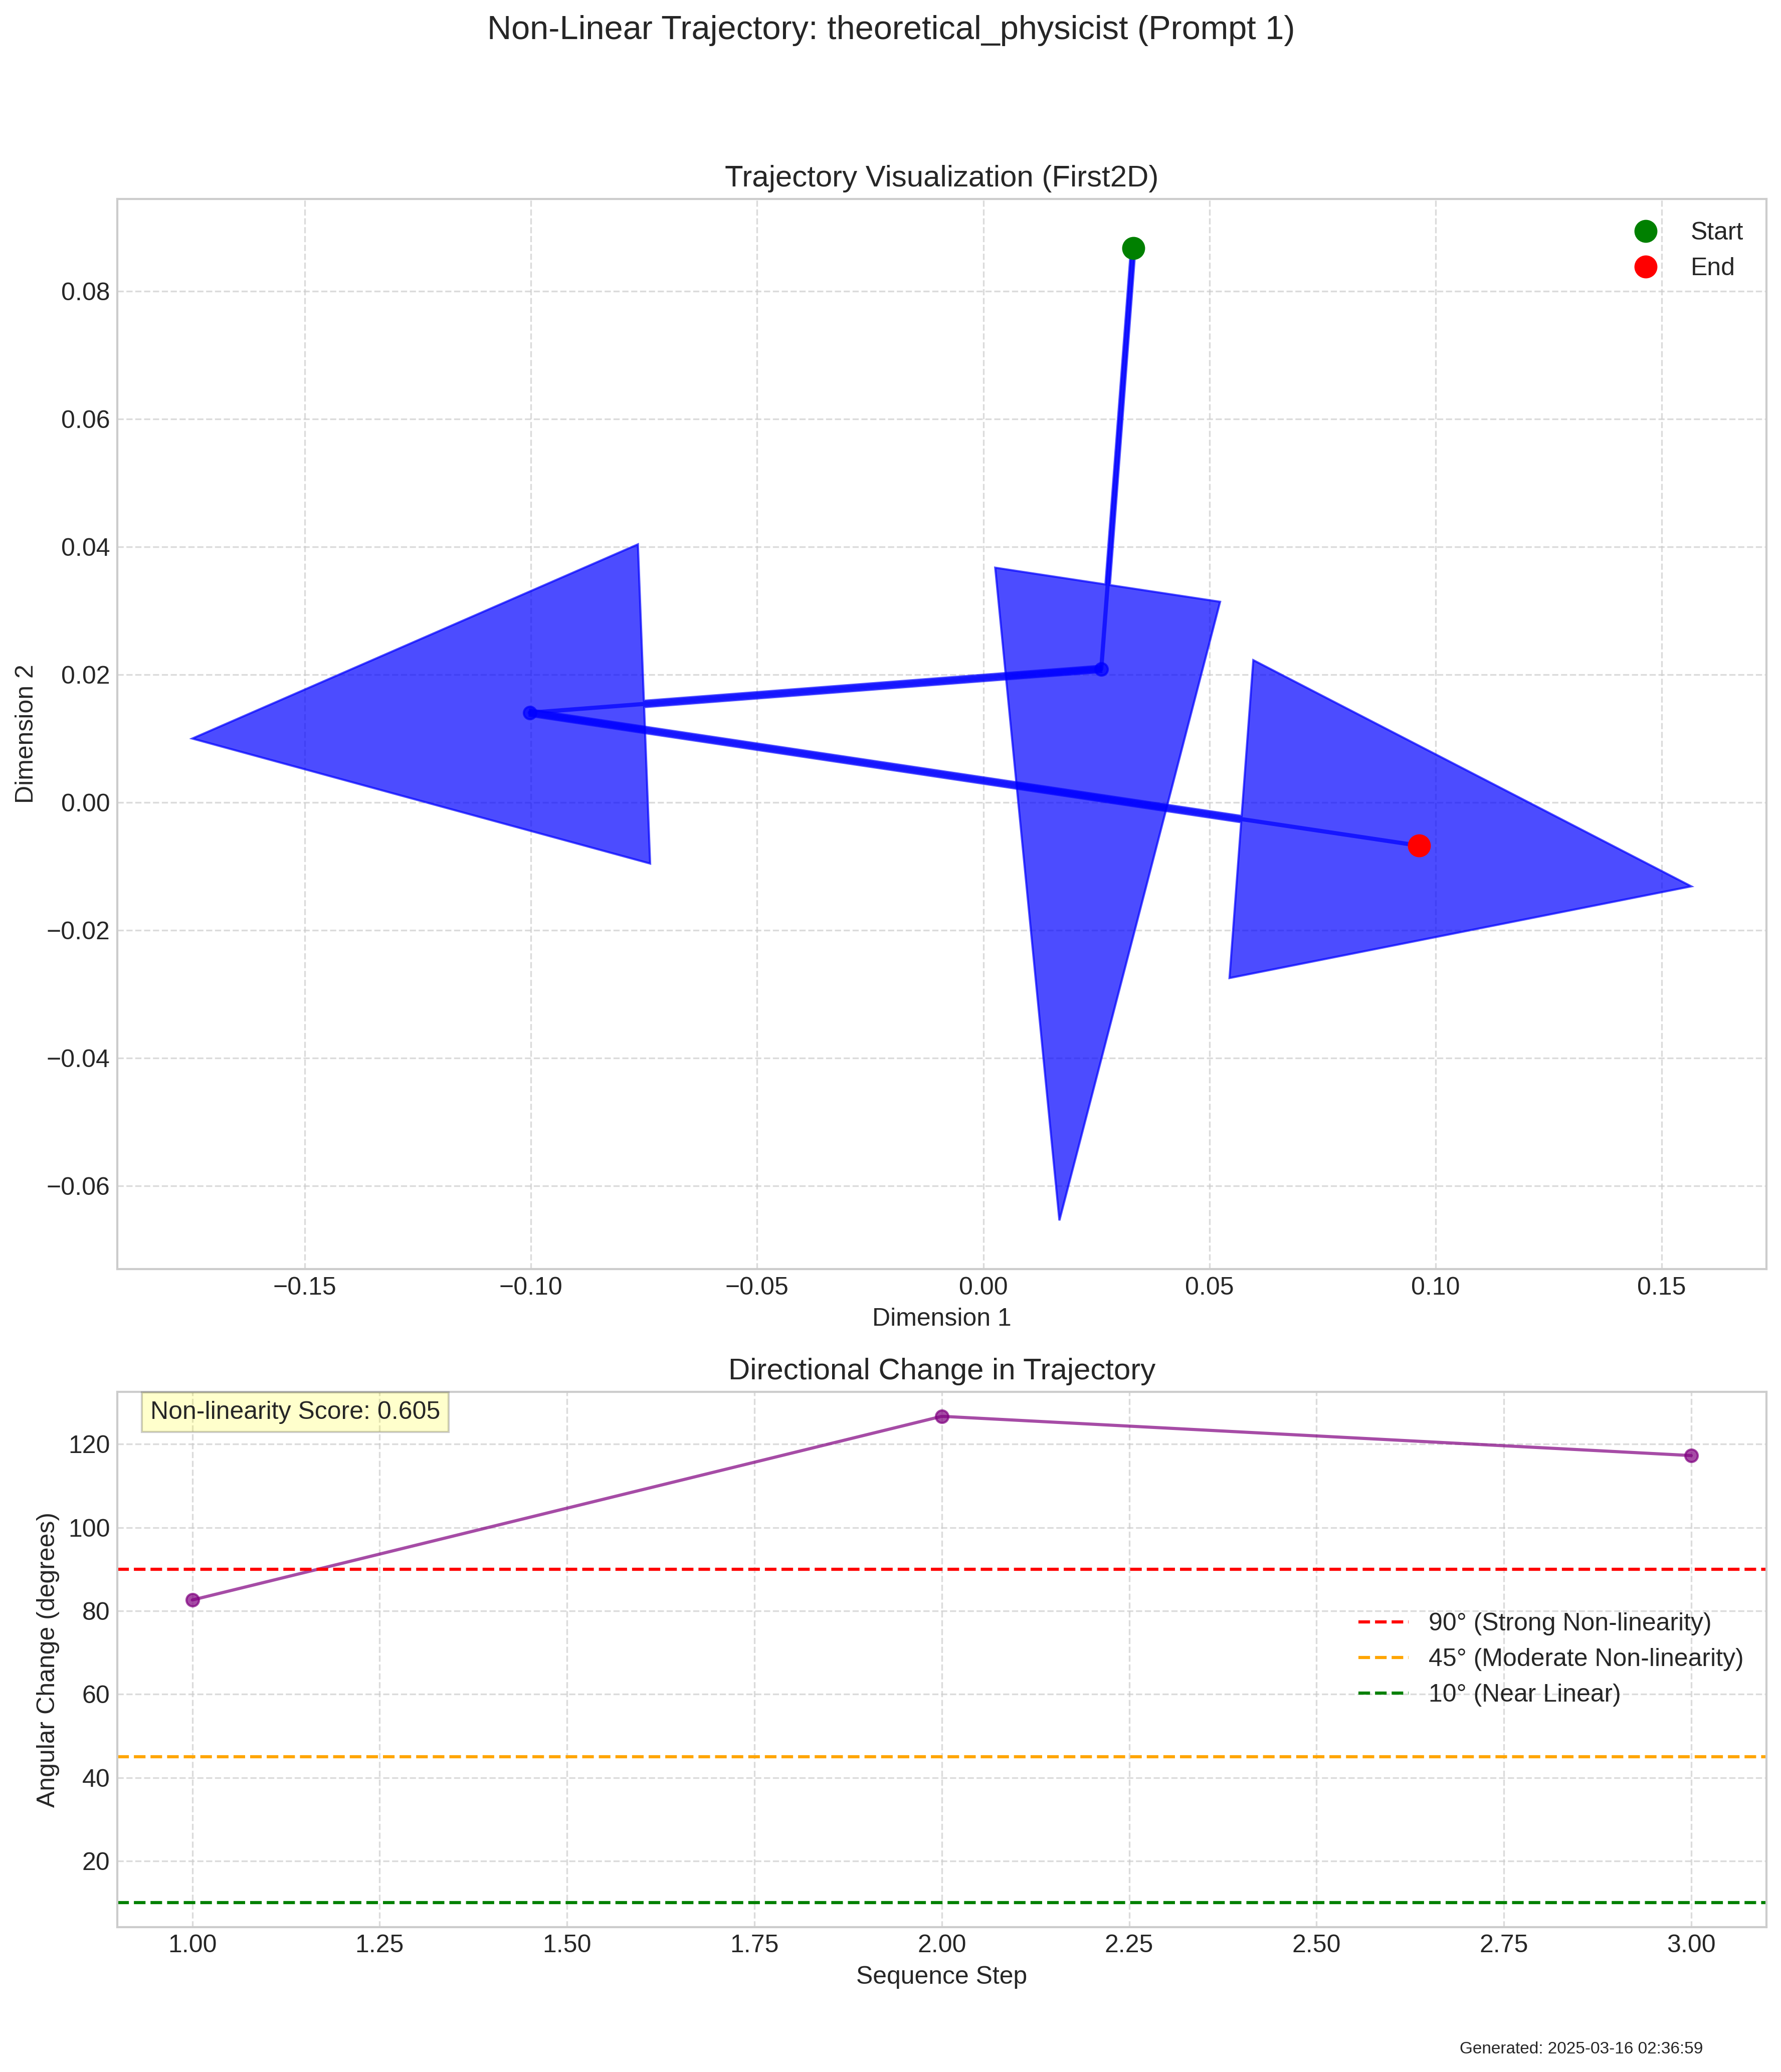 Non-Linear Trajectory: theoretical_physicist (Prompt 1)
Trajectory Visualization (First2D)
Start
End
0.08
0.06
0.04
0.02
0.00
−0.02
−0.04
−0.06
Dimension 2
−0.15
−0.10
−0.05
0.00
0.05
0.10
0.15
Dimension 1
Directional Change in Trajectory
Non-linearity Score: 0.605
120
100
80
60
40
20
Angular Change (degrees)
90° (Strong Non-linearity)
45° (Moderate Non-linearity)
10° (Near Linear)
1.00
1.25
1.50
1.75
2.00
2.25
2.50
2.75
3.00
Sequence Step
Generated: 2025-03-16 02:36:59